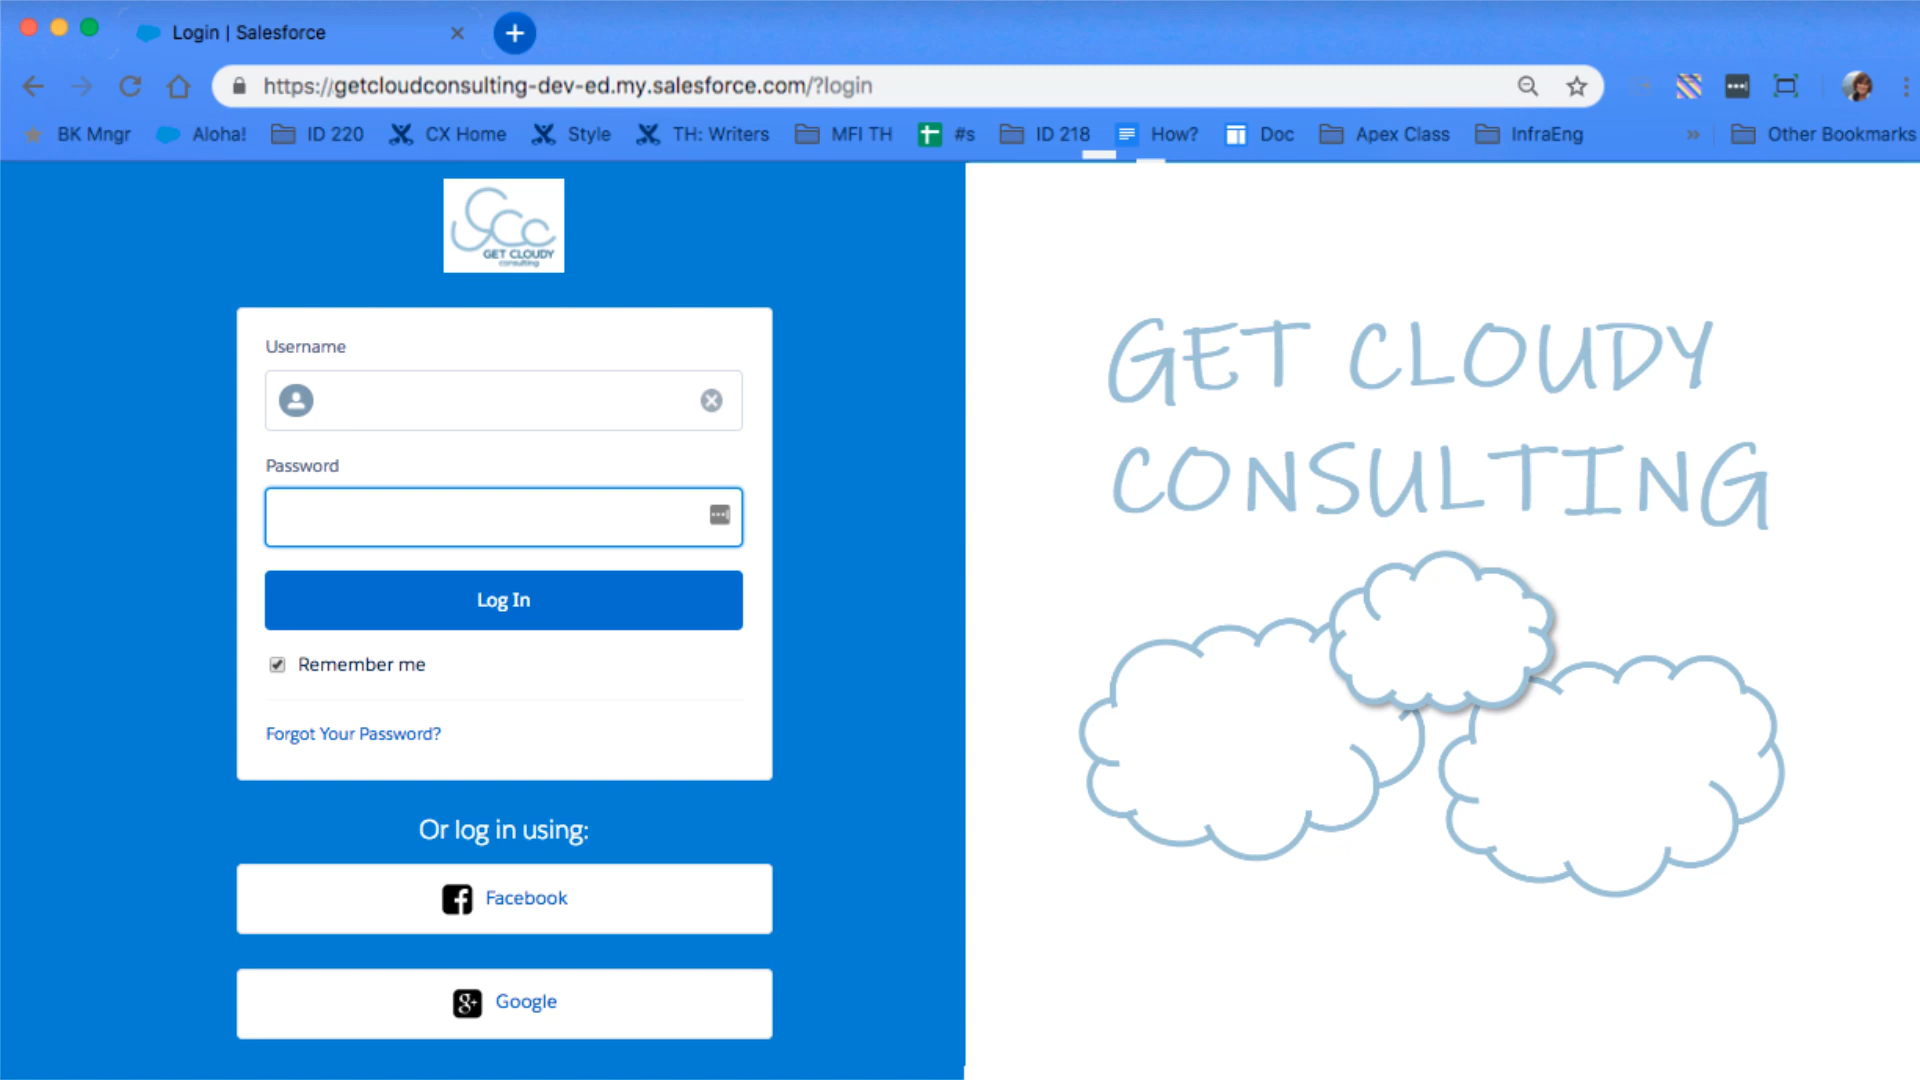 Login | Salesforce
https://getcloudconsulting-dev-ed.my.salesforce.com/?login
BK Mngr Aloha! ID 220 CX Home Style TH: Writers MFI TH #s ID 218 How? Doc Apex Class InfraEng » Other Bookmarks
GET CLOUDY
consulting
Username
Password
Log In
Remember me
Forgot Your Password?
Or log in using:
Facebook
g+ Google
GET CLOUDY
CONSULTING